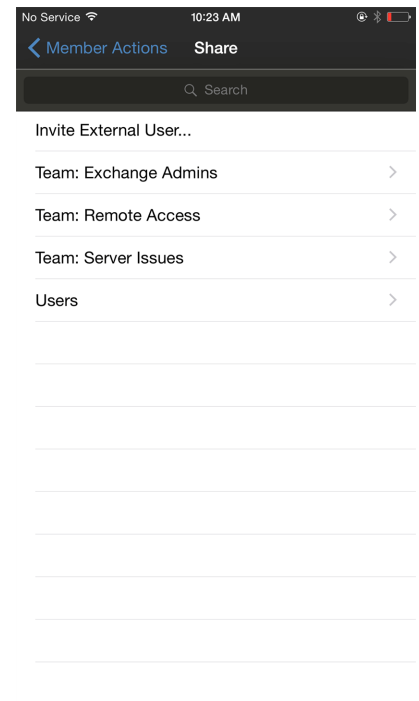 No Service 10:23 AM
Member Actions Share
Search
Invite External User...
Team: Exchange Admins
Team: Remote Access
Team: Server Issues
Users